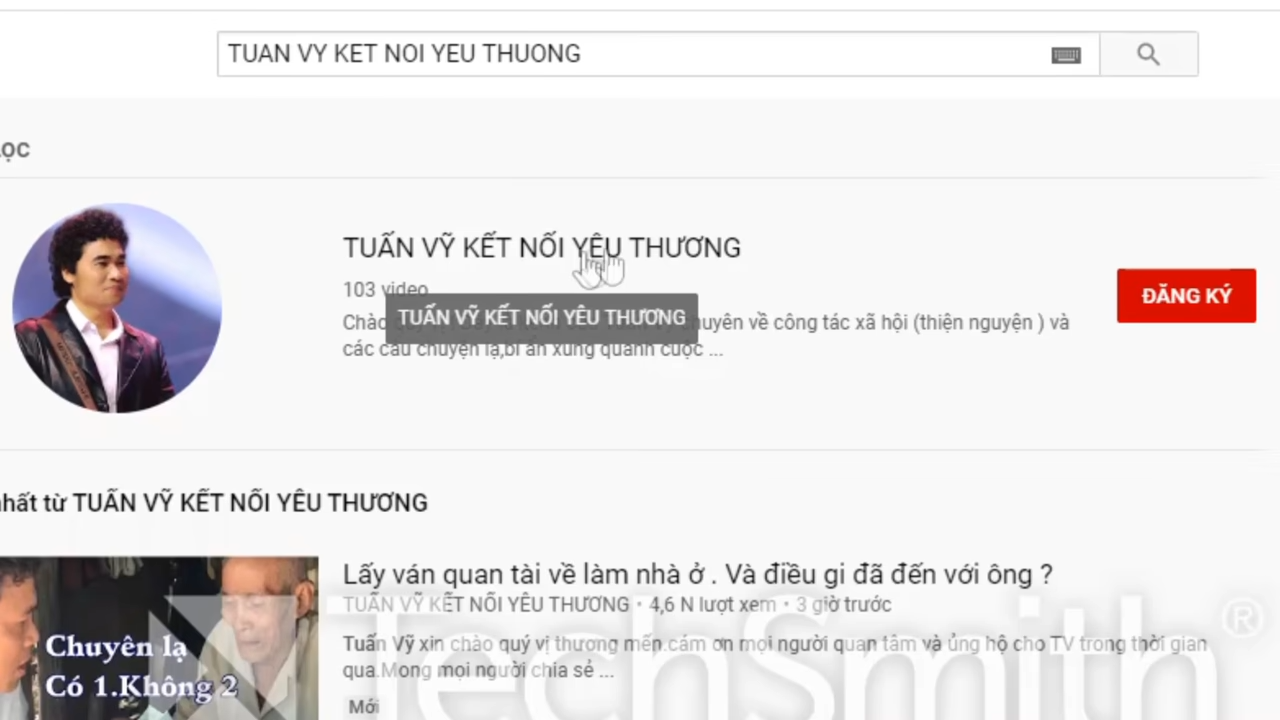 TUAN VY KET NOI YEU THUONG
LỌC
TUẤN VỸ KẾT NỐI YÊU THƯƠNG
103 video
TUẤN VỸ KẾT NỐI YÊU THƯƠNG
Chào chuyên về công tác xã hội (thiện nguyện ) và
các câu chuyện lạ,bí ẩn xung quanh cuộc ...
ĐĂNG KÝ
nhất từ TUẤN VỸ KẾT NỐI YÊU THƯƠNG
Chuyện lạ
Có 1.Không 2
Lấy ván quan tài về làm nhà ở . Và điều gi đã đến với ông ?
TUẤN VỸ KẾT NỐI YÊU THƯƠNG • 4,6 N lượt xem • 3 giờ trước
Tuấn Vỹ xin chào quý vị thương mến.cám ơn mọi người quan tâm và ủng hộ cho TV trong thời gian
qua.Mong mọi người chia sẻ ...
Mới
TechSmith®